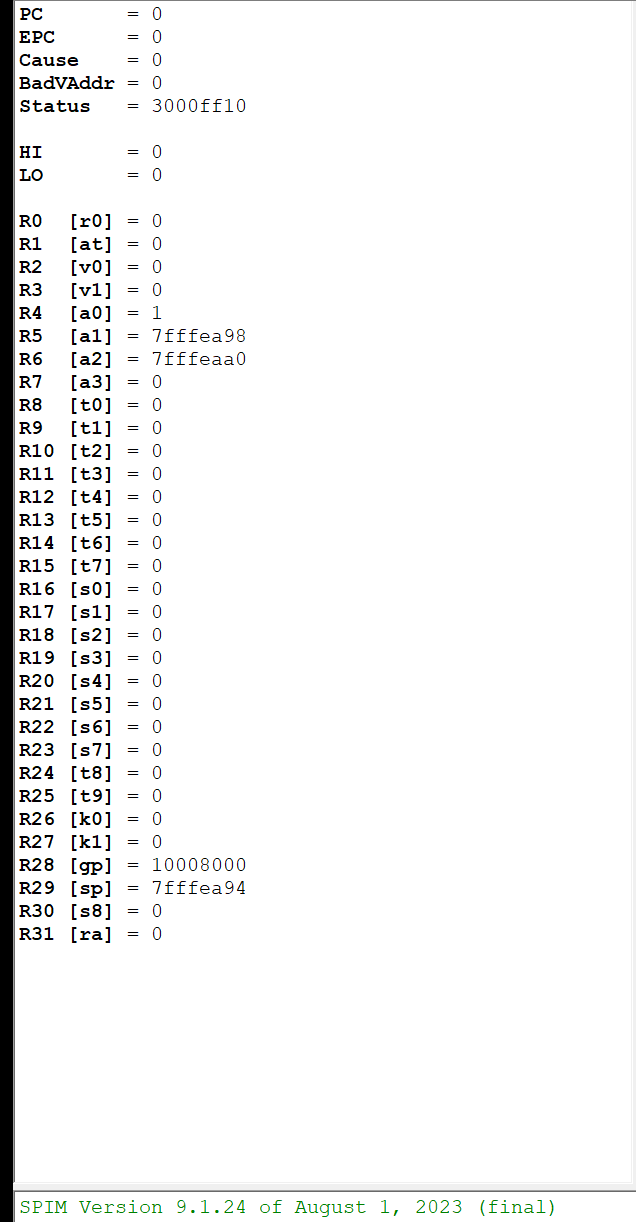 PC       = 0
EPC      = 0
Cause    = 0
BadVAddr = 0
Status   = 3000ff10
HI       = 0
LO       = 0
R0  [r0] = 0
R1  [at] = 0
R2  [v0] = 0
R3  [v1] = 0
R4  [a0] = 1
R5  [a1] = 7fffea98
R6  [a2] = 7fffeaa0
R7  [a3] = 0
R8  [t0] = 0
R9  [t1] = 0
R10 [t2] = 0
R11 [t3] = 0
R12 [t4] = 0
R13 [t5] = 0
R14 [t6] = 0
R15 [t7] = 0
R16 [s0] = 0
R17 [s1] = 0
R18 [s2] = 0
R19 [s3] = 0
R20 [s4] = 0
R21 [s5] = 0
R22 [s6] = 0
R23 [s7] = 0
R24 [t8] = 0
R25 [t9] = 0
R26 [k0] = 0
R27 [k1] = 0
R28 [gp] = 10008000
R29 [sp] = 7fffea94
R30 [s8] = 0
R31 [ra] = 0
SPIM Version 9.1.24 of August 1, 2023 (final)